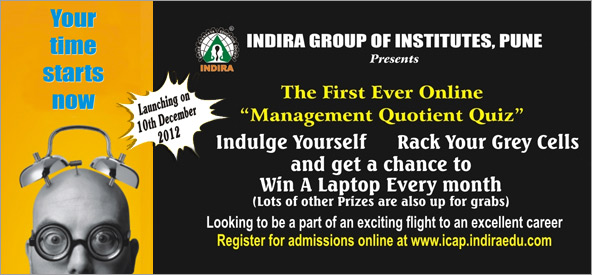 Your
time
starts
now
INDIRA
INDIRA GROUP OF INSTITUTES, PUNE
Presents
Launching on
10th December
2012
The First Ever Online
“Management Quotient Quiz”
Indulge Yourself Rack Your Grey Cells
and get a chance to
Win A Laptop Every month
(Lots of other Prizes are also up for grabs)
Looking to be a part of an exciting flight to an excellent career
Register for admissions online at www.icap.indiraedu.com